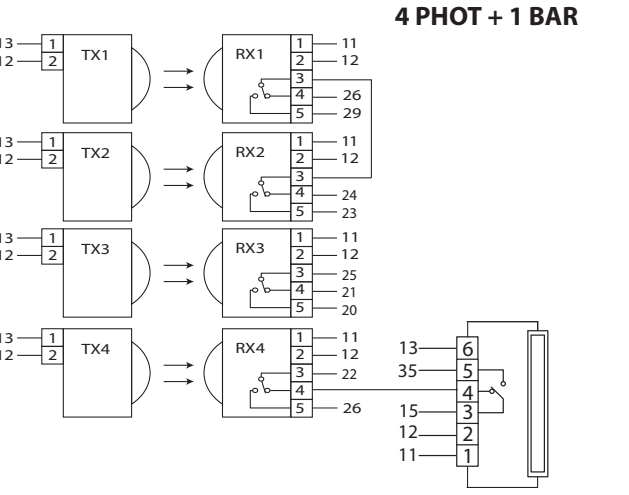 4 PHOT + 1 BAR
13 1 TX1 RX1 1 11
12 2 2 12
3
4 26
5 29
13 1 TX2 RX2 1 11
12 2 2 12
3
4 24
5 23
13 1 TX3 RX3 1 11
12 2 2 12
3 25
4 21
5 20
13 1 TX4 RX4 1 11
12 2 2 12
3 22
4
5 26
13 6
35 5
4
15 3
12 2
11 1